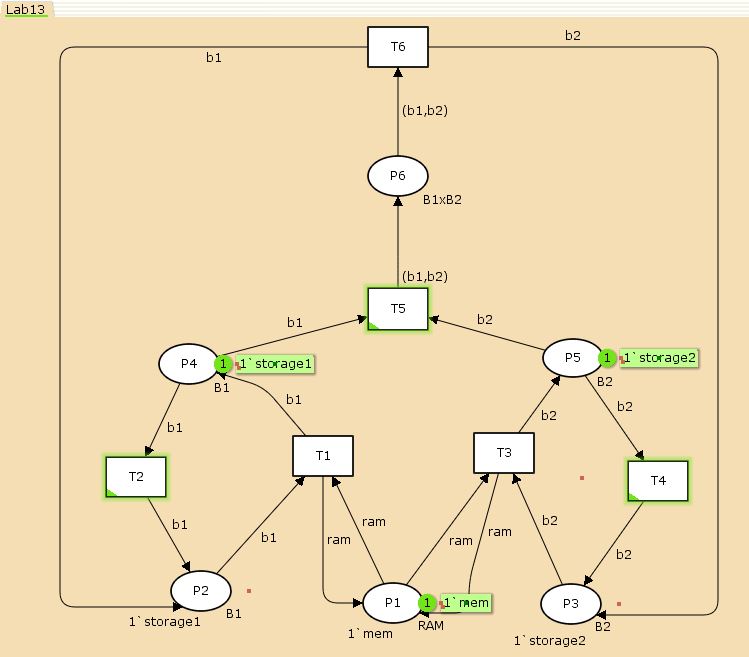 Lab13
T6
b1
b2
(b1,b2)
P6
B1xB2
(b1,b2)
T5
b1
b2
P4
1
1`storage1
B1
P5
1
1`storage2
B2
b1
b1
b2
b2
T2
T1
T3
T4
b1
b1
ram
ram
ram
ram
b2
b2
P2
B1
1`storage1
P1
1
1`mem
RAM
1`mem
P3
B2
1`storage2